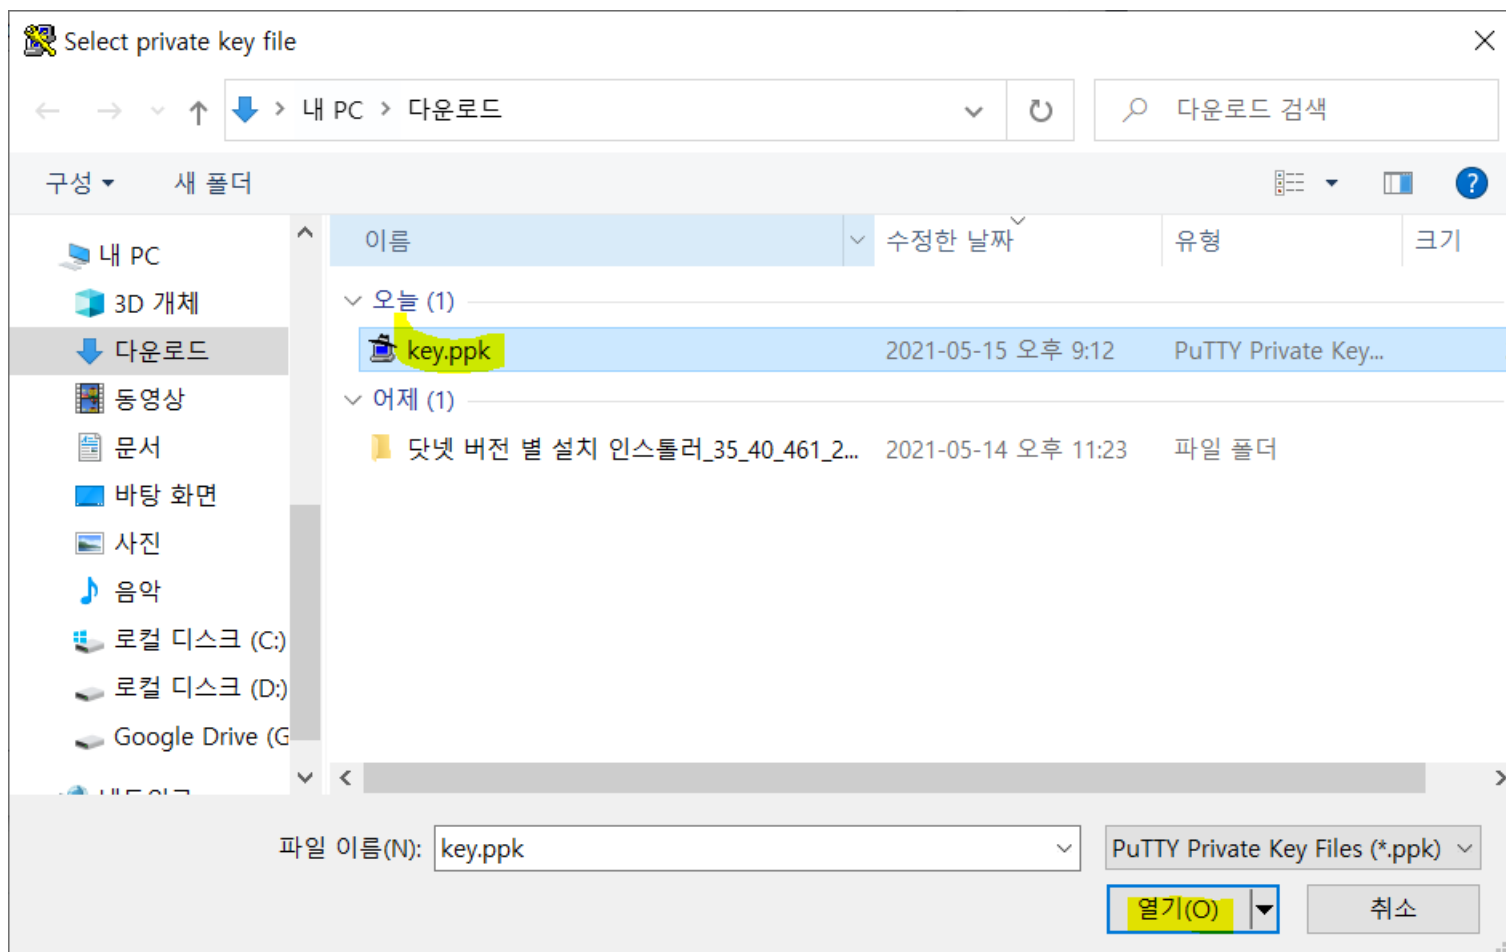 Select private key file
내 PC > 다운로드
다운로드 검색
구성
새 폴더
이름
수정한 날짜
유형
크기
내 PC
3D 개체
다운로드
동영상
문서
바탕 화면
사진
음악
로컬 디스크 (C:)
로컬 디스크 (D:)
Google Drive (G
오늘 (1)
key.ppk 2021-05-15 오후 9:12 PuTTY Private Key...
어제 (1)
닷넷 버전 별 설치 인스톨러_35_40_461_2... 2021-05-14 오후 11:23 파일 폴더
파일 이름(N): key.ppk
PuTTY Private Key Files (*.ppk)
열기(O)
취소